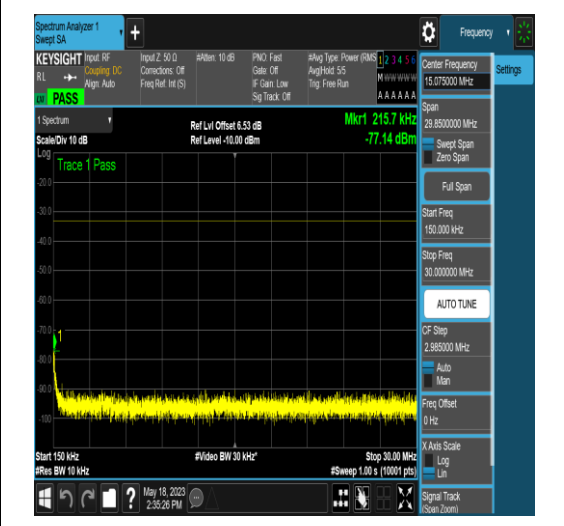 Spectrum Analyzer 1
Swept SA
Frequency
KEYSIGHT
RL
PASS
Input: RF
Coupling: DC
Align: Auto
Input Z: 50 Ω
Corrections: Off
Freq Ref: Int (S)
#Atten: 10 dB
PNO: Fast
Gate: Off
IF Gain: Low
Sig Track: Off
#Avg Type: Power (RMS
Avg|Hold: 5/5
Trig: Free Run
1 2 3 4 5 6
M W W W W W
A A A A A A
Center Frequency
15.075000 MHz
Settings
Span
29.8500000 MHz
Swept Span
Zero Span
Full Span
Start Freq
150.000 kHz
Stop Freq
30.000000 MHz
AUTO TUNE
CF Step
2.985000 MHz
Auto
Man
Freq Offset
0 Hz
X Axis Scale
Log
Lin
Signal Track
(Span Zoom)
1 Spectrum
Scale/Div 10 dB
Ref Lvl Offset 6.53 dB
Ref Level -10.00 dBm
Mkr1 215.7 kHz
-77.14 dBm
Log
Trace 1 Pass
-20.0
-30.0
-40.0
-50.0
-60.0
-70.0
1
-80.0
-90.0
-100
Start 150 kHz
#Res BW 10 kHz
#Video BW 30 kHz*
Stop 30.00 MHz
#Sweep 1.00 s (10001 pts)
?
May 18, 2023
2:35:26 PM